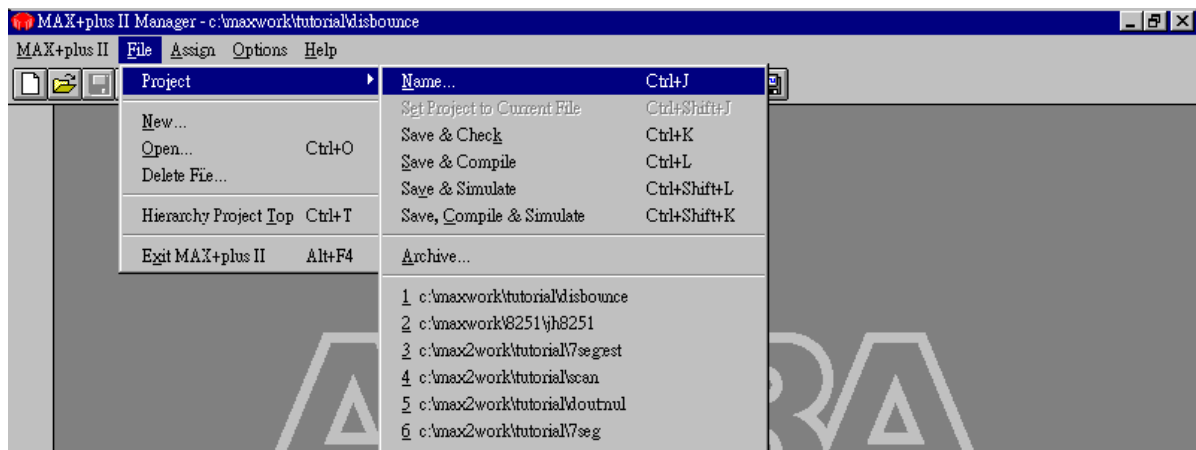 MAX+plus II Manager - c:\maxwork\tutorial\disbounce
MAX+plus II File Assign Options Help
Project
New...
Open... Ctrl+O
Delete File...
Hierarchy Project Top Ctrl+T
Exit MAX+plus II Alt+F4
Name... Ctrl+J
Set Project to Current File Ctrl+Shift+J
Save & Check Ctrl+K
Save & Compile Ctrl+L
Save & Simulate Ctrl+Shift+L
Save, Compile & Simulate Ctrl+Shift+K
Archive...
1 c:\maxwork\tutorial\disbounce
2 c:\maxwork\8251\jh8251
3 c:\max2work\tutorial\7segtest
4 c:\max2work\tutorial\scan
5 c:\max2work\tutorial\doutmul
6 c:\max2work\tutorial\7seg